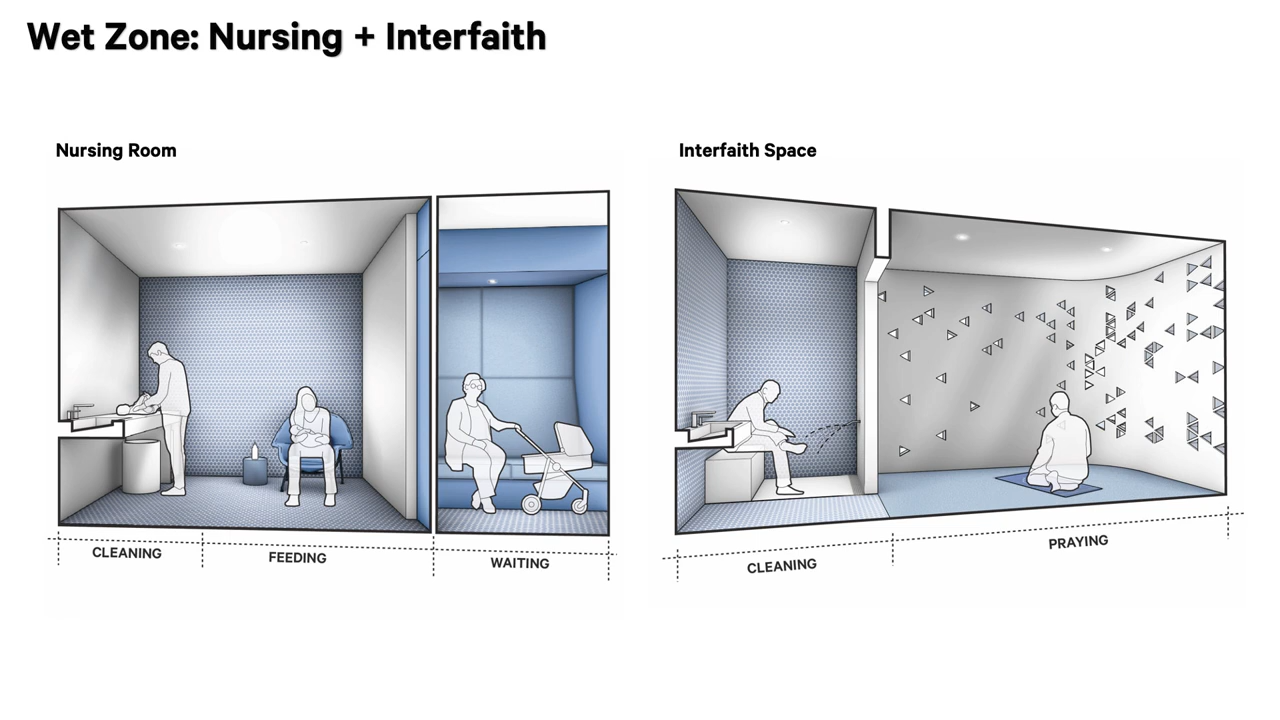 Wet Zone: Nursing + Interfaith
Nursing Room
Interfaith Space
CLEANING
FEEDING
WAITING
CLEANING
PRAYING